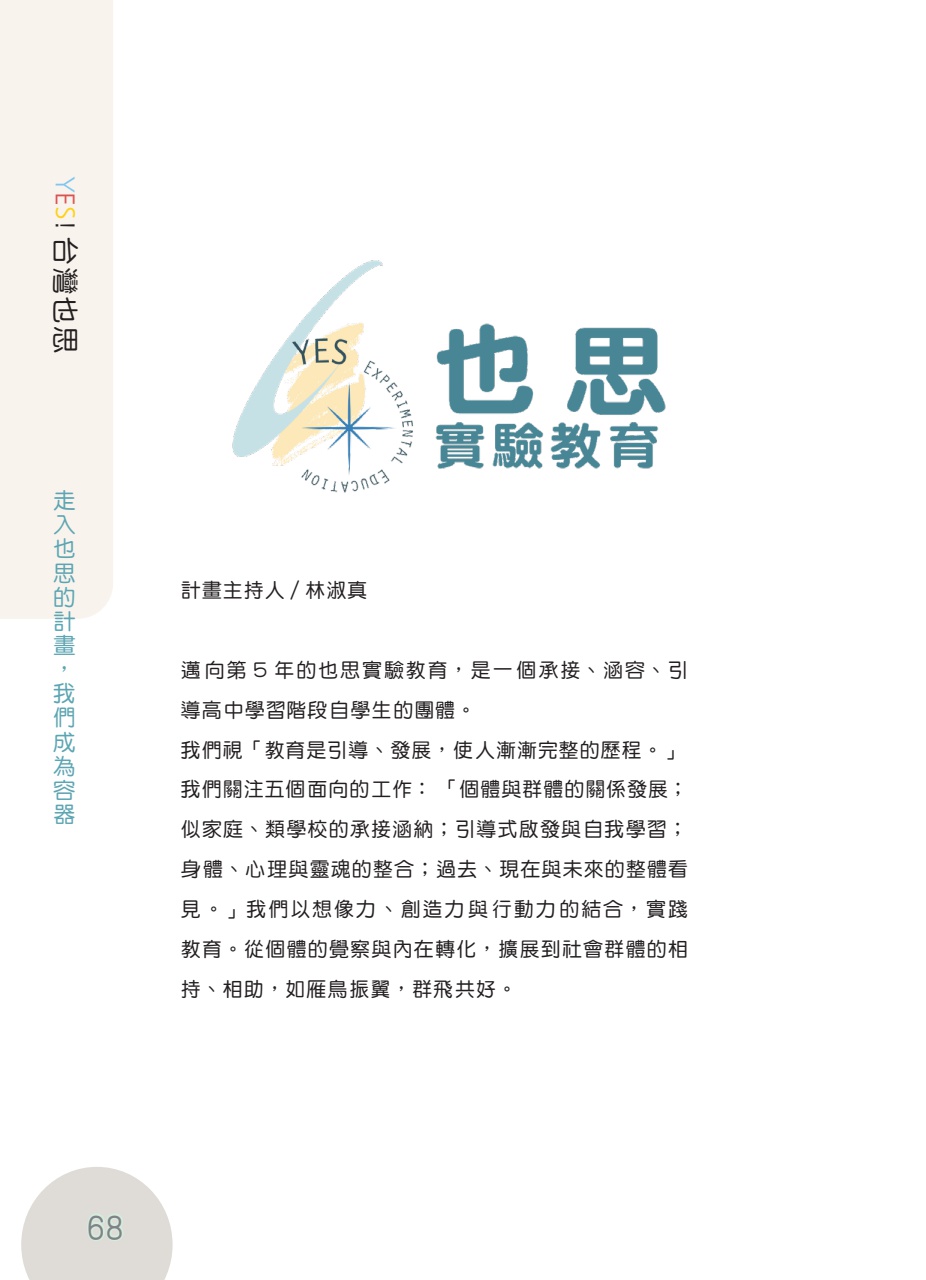 YES! 台灣也思
走入也思的計畫，我們成為容器
YES
EXPERIMENTAL EDUCATION
也思
實驗教育
計畫主持人 / 林淑真
邁向第 5 年的也思實驗教育，是一個承接、涵容、引
導高中學習階段自學生的團體。
我們視「教育是引導、發展，使人漸漸完整的歷程。」
我們關注五個面向的工作：「個體與群體的關係發展；
似家庭、類學校的承接涵納；引導式啟發與自我學習；
身體、心理與靈魂的整合；過去、現在與未來的整體看
見。」我們以想像力、創造力與行動力的結合，實踐
教育。從個體的覺察與內在轉化，擴展到社會群體的相
持、相助，如雁鳥振翼，群飛共好。
68